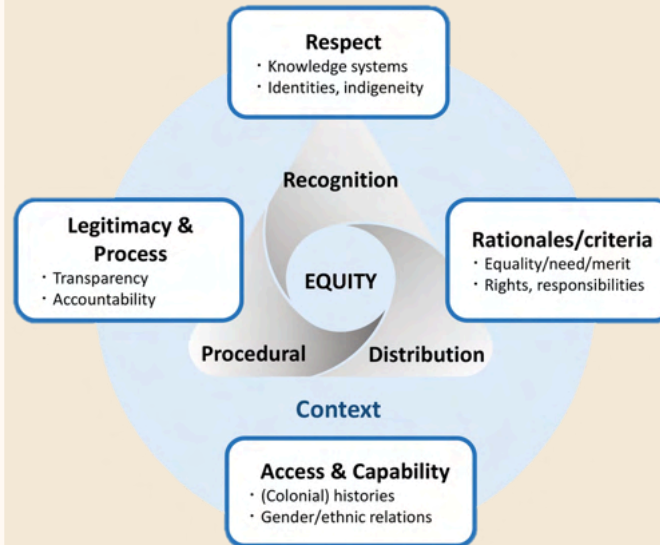 Respect
· Knowledge systems
· Identities, indigeneity
Recognition
Legitimacy &
Process
· Transparency
· Accountability
Rationales/criteria
· Equality/need/merit
· Rights, responsibilities
EQUITY
Procedural
Distribution
Context
Access & Capability
· (Colonial) histories
· Gender/ethnic relations